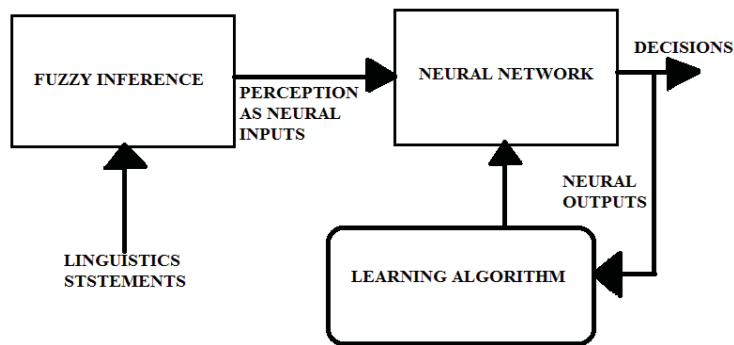 FUZZY INFERENCE
PERCEPTION
AS NEURAL
INPUTS
NEURAL NETWORK
DECISIONS
NEURAL
OUTPUTS
LINGUISTICS
STSTEMENTS
LEARNING ALGORITHM